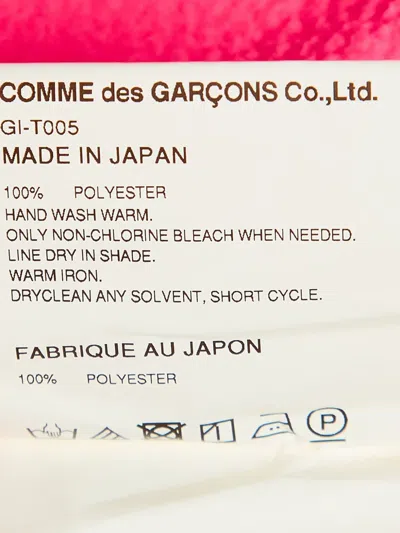 COMME des GARÇONS Co.,Ltd.
GI-T005
MADE IN JAPAN
100% POLYESTER
HAND WASH WARM.
ONLY NON-CHLORINE BLEACH WHEN NEEDED.
LINE DRY IN SHADE.
WARM IRON.
DRYCLEAN ANY SOLVENT, SHORT CYCLE.
FABRIQUE AU JAPON
100% POLYESTER
P